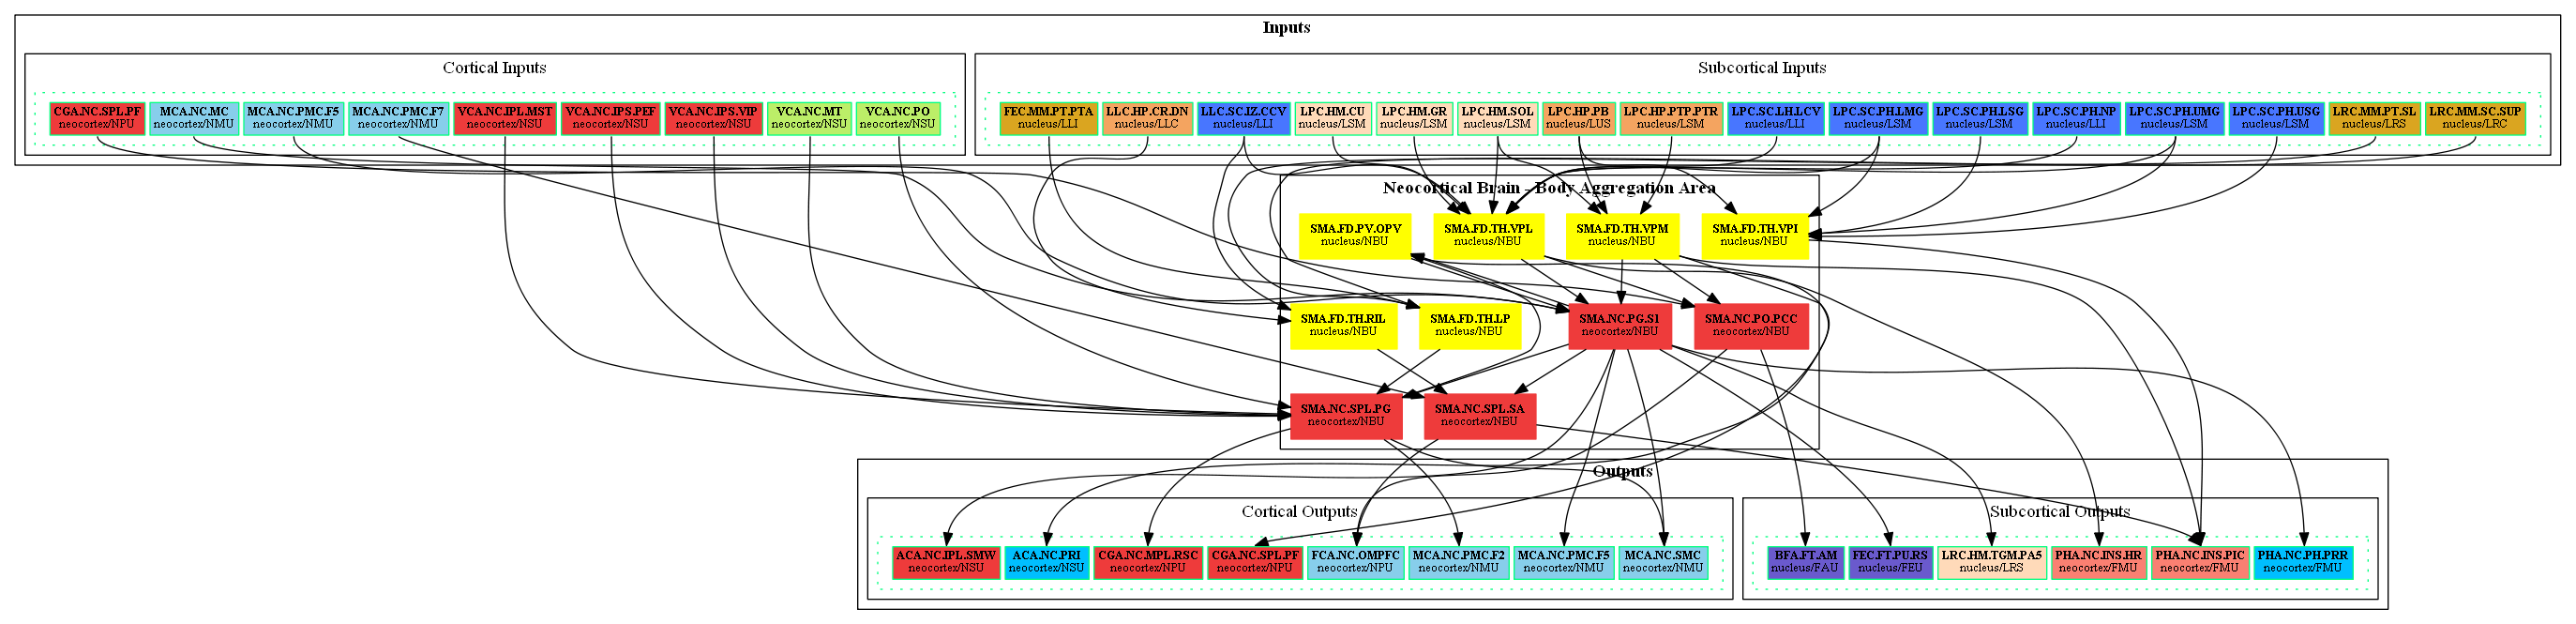 Inputs
Cortical Inputs
Subcortical Inputs
CGA.NC.SPL.PF
neocortex/NPU
MCA.NC.MC
neocortex/NMU
MCA.NC.PMC.F5
neocortex/NMU
MCA.NC.PMC.F7
neocortex/NMU
VCA.NC.IPL.MST
neocortex/NSU
VCA.NC.IPS.PEF
neocortex/NSU
VCA.NC.IPS.VIP
neocortex/NSU
VCA.NC.MT
neocortex/NSU
VCA.NC.PO
neocortex/NSU
FEC.MM.PT.PTA
nucleus/LLI
LLC.HP.CR.DN
nucleus/LLC
LLC.SC.IZ.CCV
nucleus/LLI
LPC.HM.CU
nucleus/LSM
LPC.HM.GR
nucleus/LSM
LPC.HM.SOL
nucleus/LSM
LPC.HP.PB
nucleus/LUS
LPC.HP.PTP.PTR
nucleus/LSM
LPC.SC.LH.LCV
nucleus/LLI
LPC.SC.PH.LMG
nucleus/LSM
LPC.SC.PH.LSG
nucleus/LSM
LPC.SC.PH.NP
nucleus/LLI
LPC.SC.PH.UMG
nucleus/LSM
LPC.SC.PH.USG
nucleus/LSM
LRC.MM.PT.SL
nucleus/LRS
LRC.MM.SC.SUP
nucleus/LRC
Neocortical Brain - Body Aggregation Area
SMA.FD.PV.OPV
nucleus/NBU
SMA.FD.TH.VPL
nucleus/NBU
SMA.FD.TH.VPM
nucleus/NBU
SMA.FD.TH.VPI
nucleus/NBU
SMA.FD.TH.RIL
nucleus/NBU
SMA.FD.TH.LP
nucleus/NBU
SMA.NC.PG.S1
neocortex/NBU
SMA.NC.PO.PCC
neocortex/NBU
SMA.NC.SPL.PG
neocortex/NBU
SMA.NC.SPL.SA
neocortex/NBU
Outputs
Cortical Outputs
Subcortical Outputs
ACA.NC.IPL.SMW
neocortex/NSU
ACA.NC.PRI
neocortex/NSU
CGA.NC.MPL.RSC
neocortex/NPU
CGA.NC.SPL.PF
neocortex/NPU
FCA.NC.OMPFC
neocortex/NPU
MCA.NC.PMC.F2
neocortex/NMU
MCA.NC.PMC.F5
neocortex/NMU
MCA.NC.SMC
neocortex/NMU
BFA.FT.AM
nucleus/FAU
FEC.FT.PU.RS
nucleus/FEU
LRC.HM.TGM.PA5
nucleus/LRS
PHA.NC.INS.HR
neocortex/FMU
PHA.NC.INS.PIC
neocortex/FMU
PHA.NC.PH.PRR
neocortex/FMU